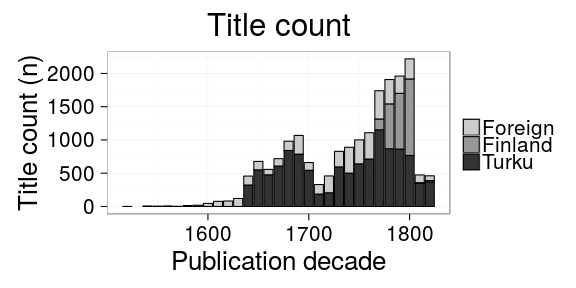 Title count
Title count (n)
2000
1500
1000
500
0
1600
1700
1800
Publication decade
Foreign
Finland
Turku